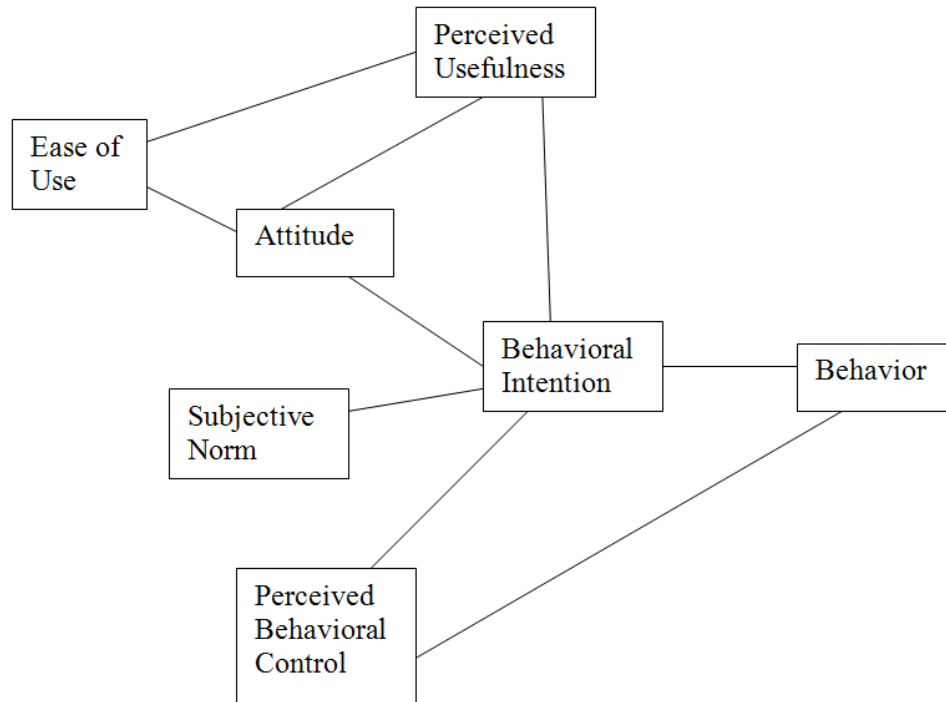 Perceived
Usefulness
Ease of
Use
Attitude
Behavioral
Intention
Behavior
Subjective
Norm
Perceived
Behavioral
Control